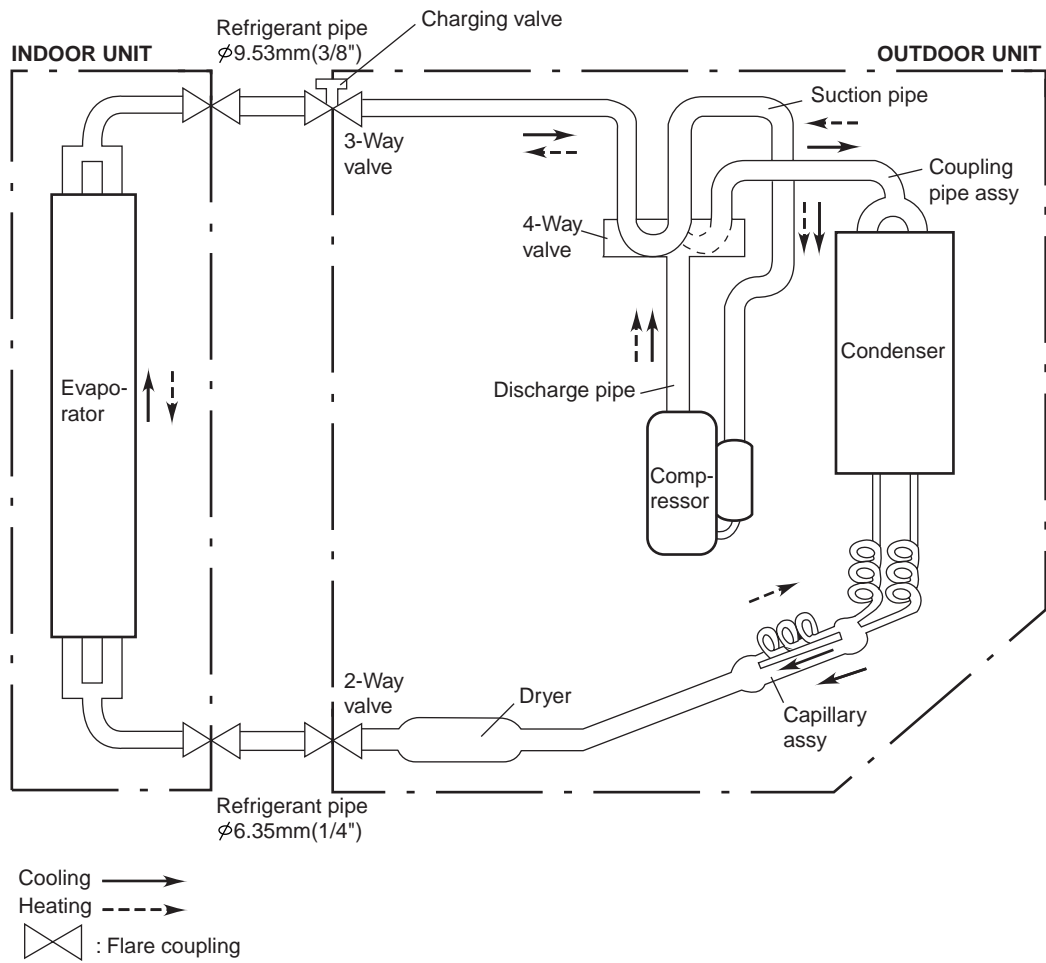 Charging valve
Refrigerant pipe
⌀9.53mm(3/8")
INDOOR UNIT
OUTDOOR UNIT
Suction pipe
3-Way
valve
Coupling
pipe assy
4-Way
valve
Evapo-
rator
Condenser
Discharge pipe
Comp-
ressor
2-Way
valve
Dryer
Capillary
assy
Refrigerant pipe
⌀6.35mm(1/4")
Cooling
Heating
: Flare coupling